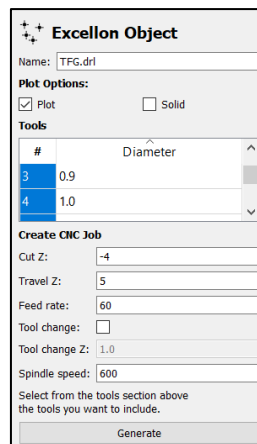 Excellon Object
Name: TFG.drl
Plot Options:
Plot Solid
Tools
# Diameter
3 0.9
4 1.0
Create CNC Job
Cut Z: -4
Travel Z: 5
Feed rate: 60
Tool change:
Tool change Z: 1.0
Spindle speed: 600
Select from the tools section above
the tools you want to include.
Generate